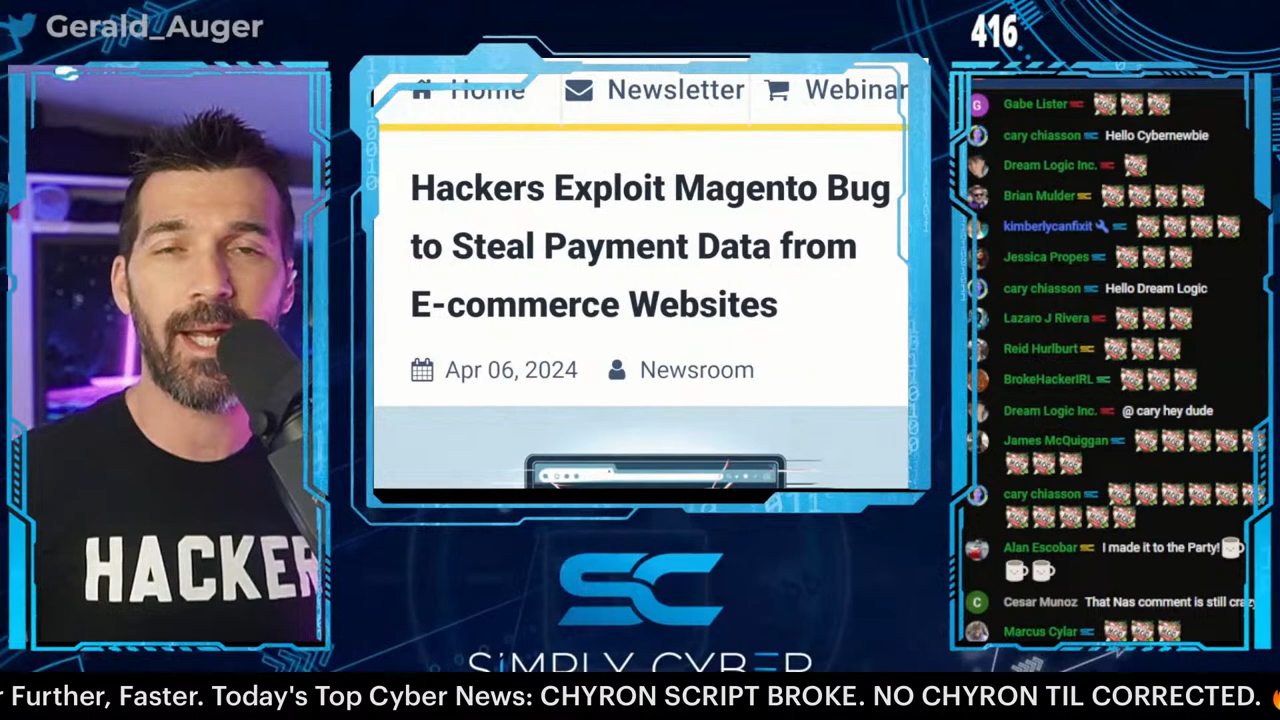 Gerald_Auger
416
Home
Newsletter
Webinar
Hackers Exploit Magento Bug
to Steal Payment Data from
E-commerce Websites
Apr 06, 2024
Newsroom
HACKER
SC
SIMPLY CYBER
G
Gabe Lister
cary chiasson Hello Cybernewbie
Dream Logic Inc.
Brian Mulder
kimberlycanfixit
Jessica Propes
cary chiasson Hello Dream Logic
Lazaro J Rivera
Reid Hurlburt
BrokeHackerIRL
Dream Logic Inc. @ cary hey dude
James McQuiggan
cary chiasson
Alan Escobar I made it to the Party!
C
Cesar Munoz That Nas comment is still crazy
Marcus Cylar
r Further, Faster. Today's Top Cyber News: CHYRON SCRIPT BROKE. NO CHYRON TIL CORRECTED.